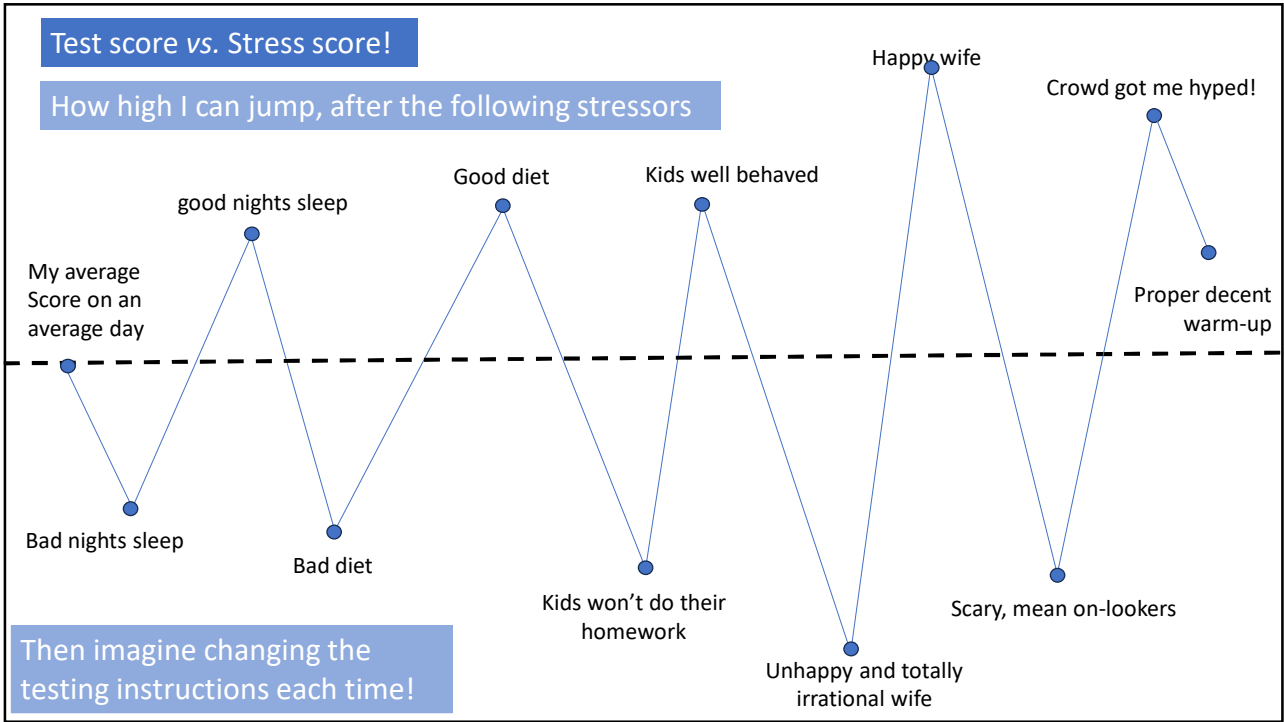 Test score vs. Stress score!
How high I can jump, after the following stressors
My average
Score on an
average day
Bad nights sleep
good nights sleep
Bad diet
Good diet
Kids won’t do their
homework
Kids well behaved
Unhappy and totally
irrational wife
Happy wife
Scary, mean on-lookers
Crowd got me hyped!
Proper decent
warm-up
Then imagine changing the
testing instructions each time!